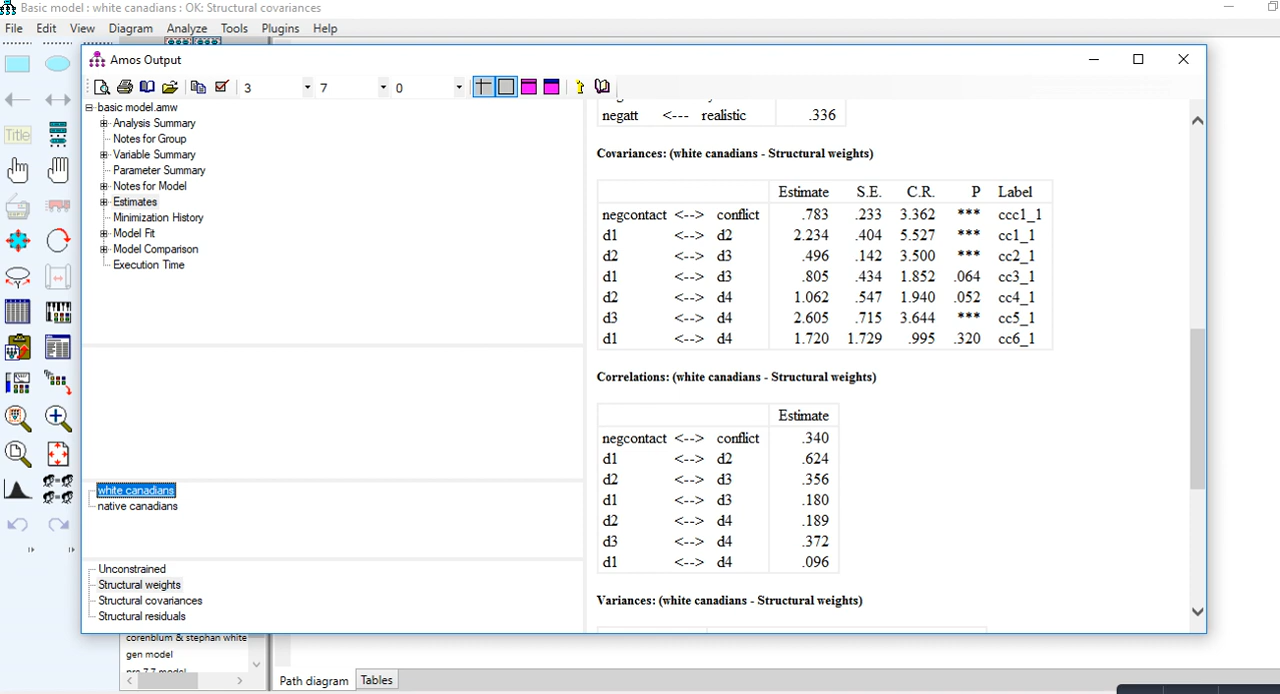 Basic model : white canadians : OK: Structural covariances
File Edit View Diagram Analyze Tools Plugins Help
Amos Output
3 7 0
Title
basic model.amw
Analysis Summary
Notes for Group
Variable Summary
Parameter Summary
Notes for Model
Estimates
Minimization History
Model Fit
Model Comparison
Execution Time
white canadians
native canadians
Unconstrained
Structural weights
Structural covariances
Structural residuals
negatt <--- realistic .336
Covariances: (white canadians - Structural weights)
Estimate S.E. C.R. P Label
negcontact <--> conflict .783 .233 3.362 *** ccc1_1
d1 <--> d2 2.234 .404 5.527 *** cc1_1
d2 <--> d3 .496 .142 3.500 *** cc2_1
d1 <--> d3 .805 .434 1.852 .064 cc3_1
d2 <--> d4 1.062 .547 1.940 .052 cc4_1
d3 <--> d4 2.605 .715 3.644 *** cc5_1
d1 <--> d4 1.720 1.729 .995 .320 cc6_1
Correlations: (white canadians - Structural weights)
Estimate
negcontact <--> conflict .340
d1 <--> d2 .624
d2 <--> d3 .356
d1 <--> d3 .180
d2 <--> d4 .189
d3 <--> d4 .372
d1 <--> d4 .096
Variances: (white canadians - Structural weights)
corenblum & stephan white
gen model
Path diagram Tables